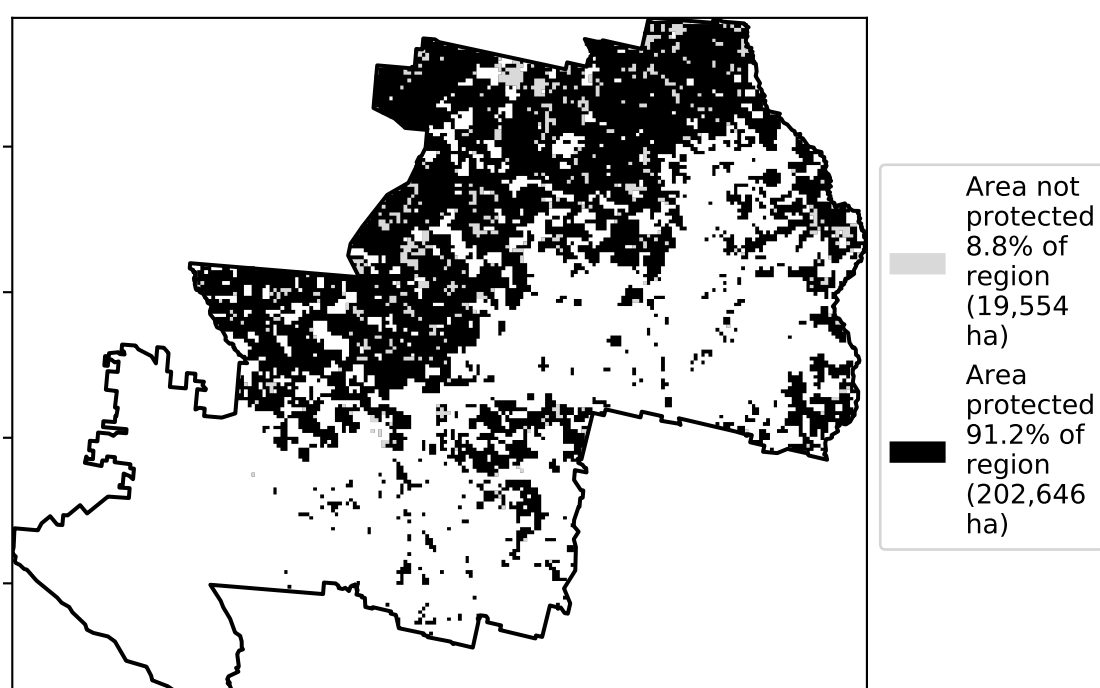 Area not
protected
8.8% of
region
(19,554
ha)
Area
protected
91.2% of
region
(202,646
ha)